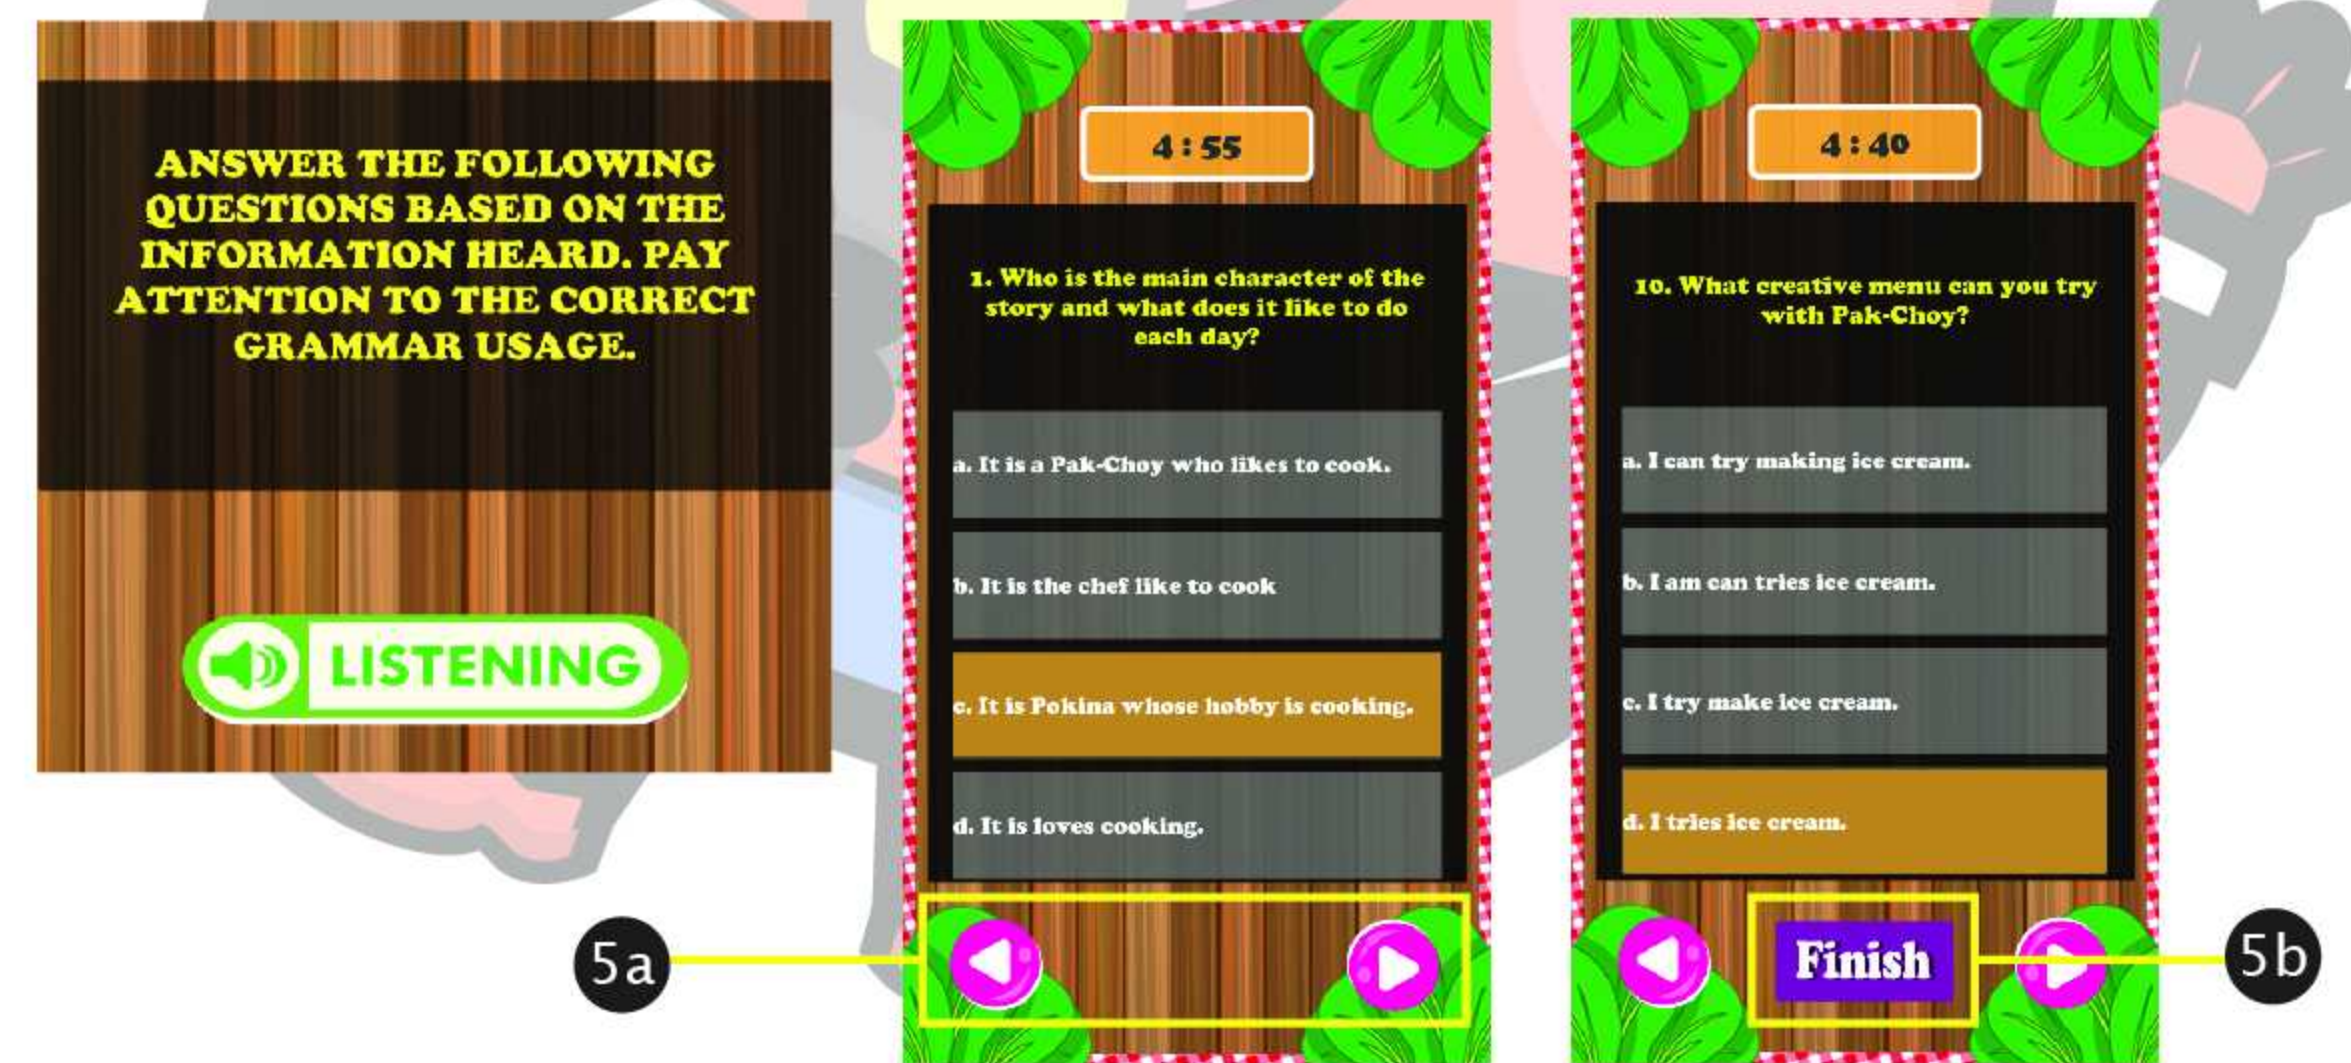 ANSWER THE FOLLOWING
QUESTIONS BASED ON THE
INFORMATION HEARD. PAY
ATTENTION TO THE CORRECT
GRAMMAR USAGE.
LISTENING
4:55
1. Who is the main character of the
story and what does it like to do
each day?
a. It is a Pak-Choy who likes to cook.
b. It is the chef like to cook
c. It is Pokina whose hobby is cooking.
d. It is loves cooking.
5a
4:40
10. What creative menu can you try
with Pak-Choy?
a. I can try making ice cream.
b. I am can tries ice cream.
c. I try make ice cream.
d. I tries ice cream.
Finish
5b